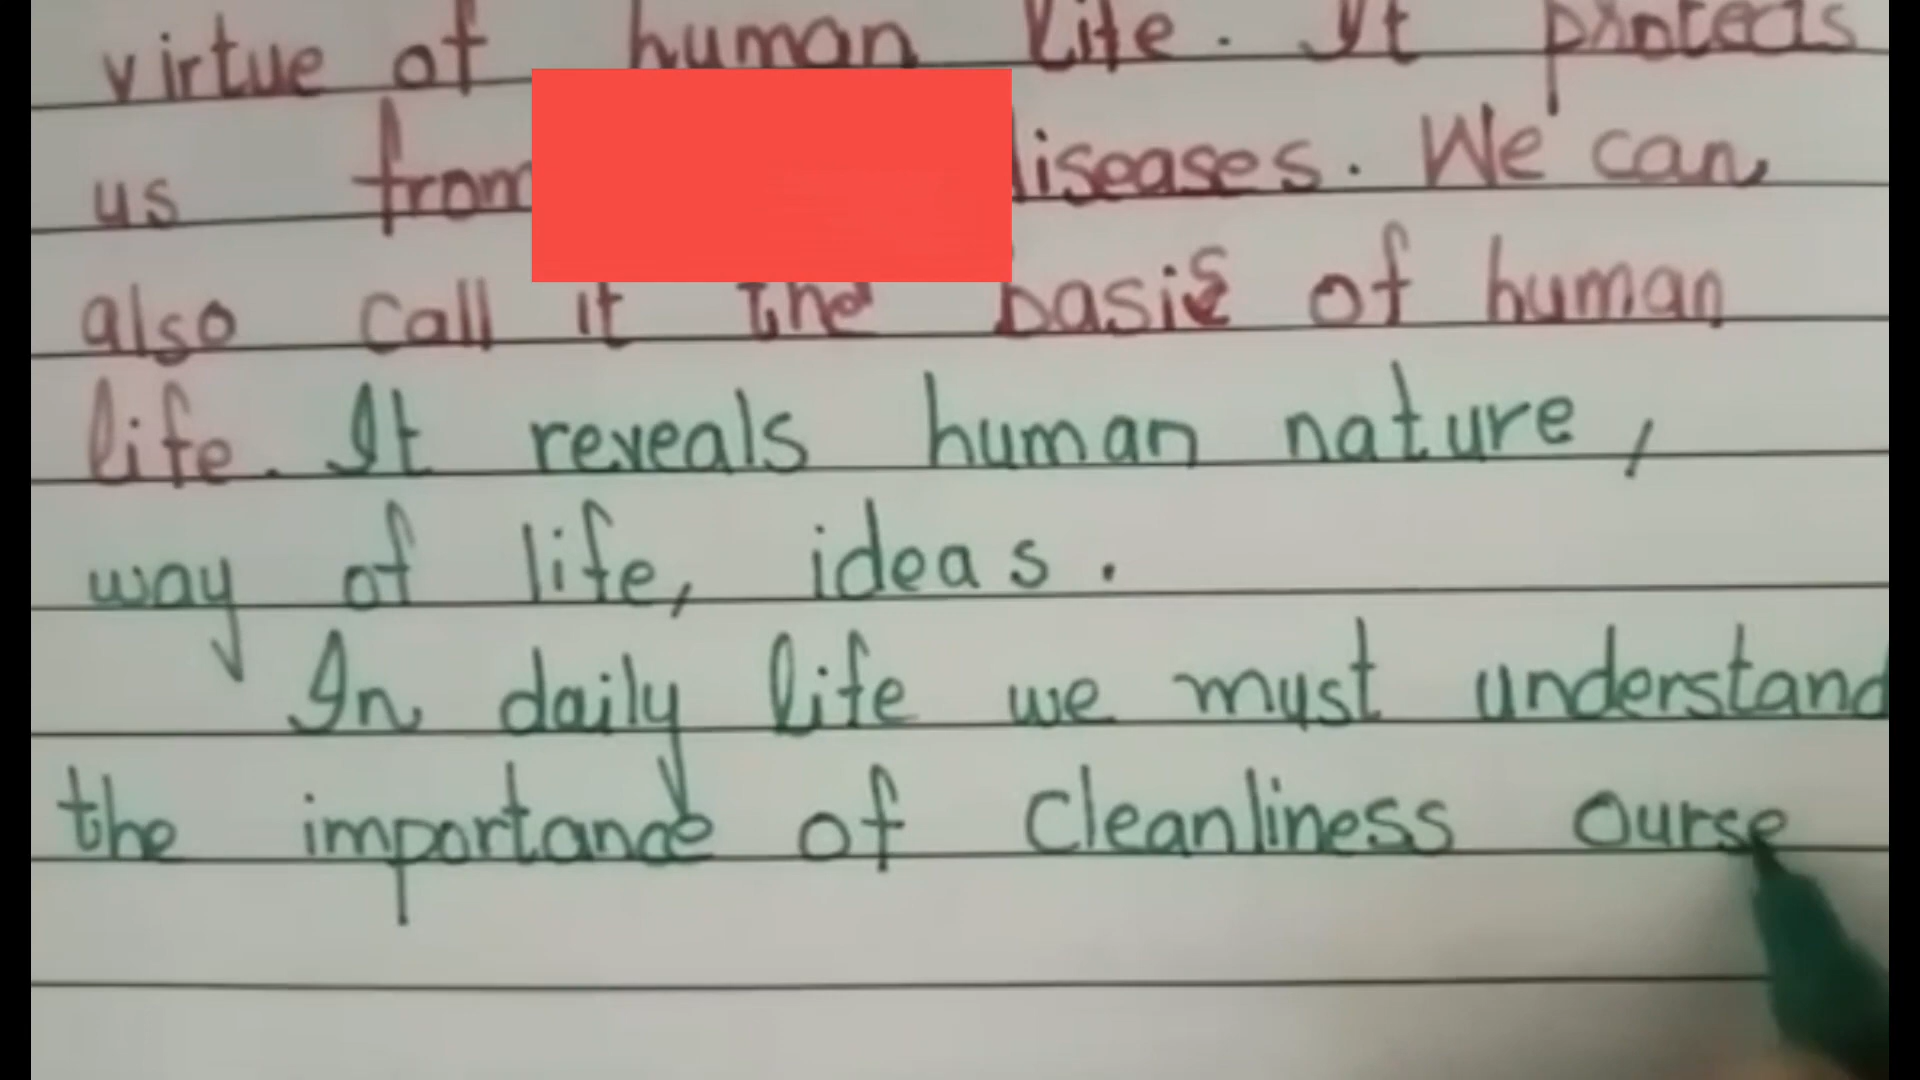 virtue of human life. It protects
us from diseases. We can
also call it the basis of human
life. It reveals human nature,
way of life, ideas.
In daily life we must understand
the importance of cleanliness ourse